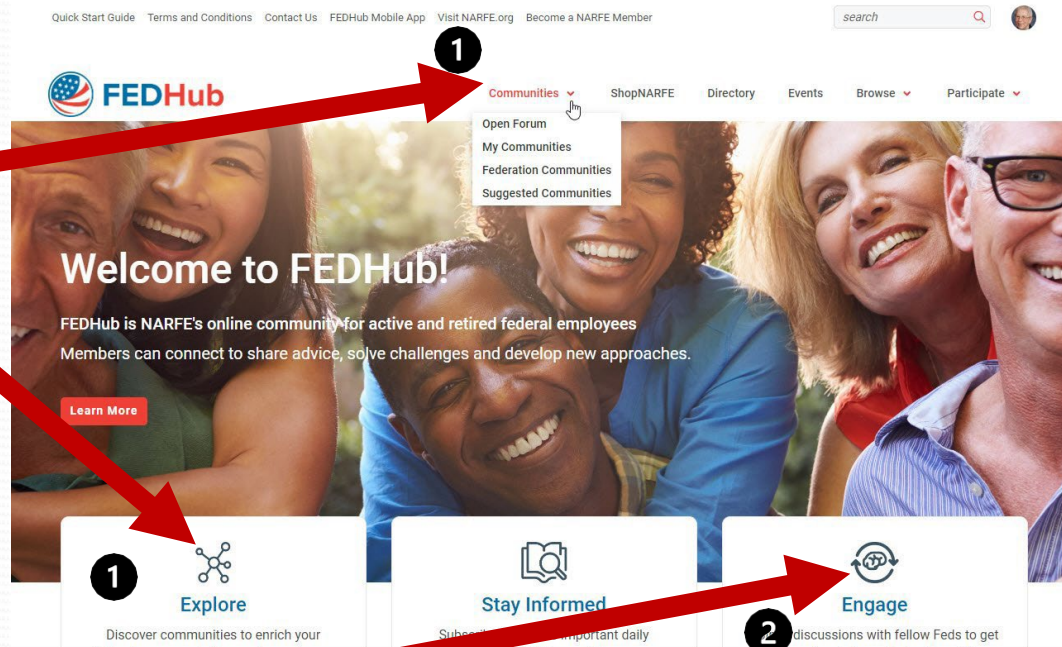 Quick Start Guide Terms and Conditions Contact Us FEDHub Mobile App Visit NARFE.org Become a NARFE Member search
1
FEDHub
Communities ShopNARFE Directory Events Browse Participate
Open Forum
My Communities
Federation Communities
Suggested Communities
Welcome to FEDHub!
FEDHub is NARFE's online community for active and retired federal employees
Members can connect to share advice, solve challenges and develop new approaches.
Learn More
1
Explore
Discover communities to enrich your
Stay Informed
important daily
Engage
2
discussions with fellow Feds to get